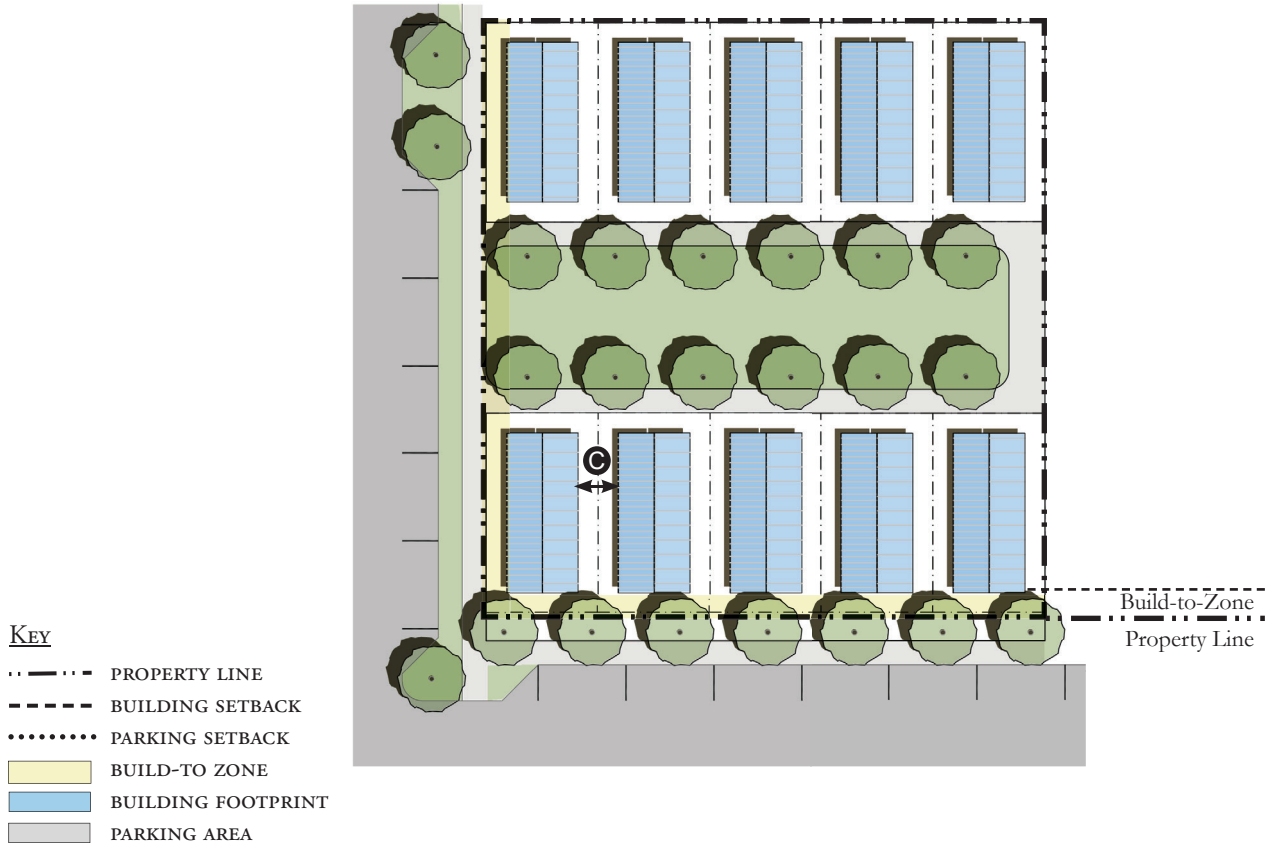 C
Build-to-Zone
Property Line
Key
PROPERTY LINE
BUILDING SETBACK
PARKING SETBACK
BUILD-TO ZONE
BUILDING FOOTPRINT
PARKING AREA